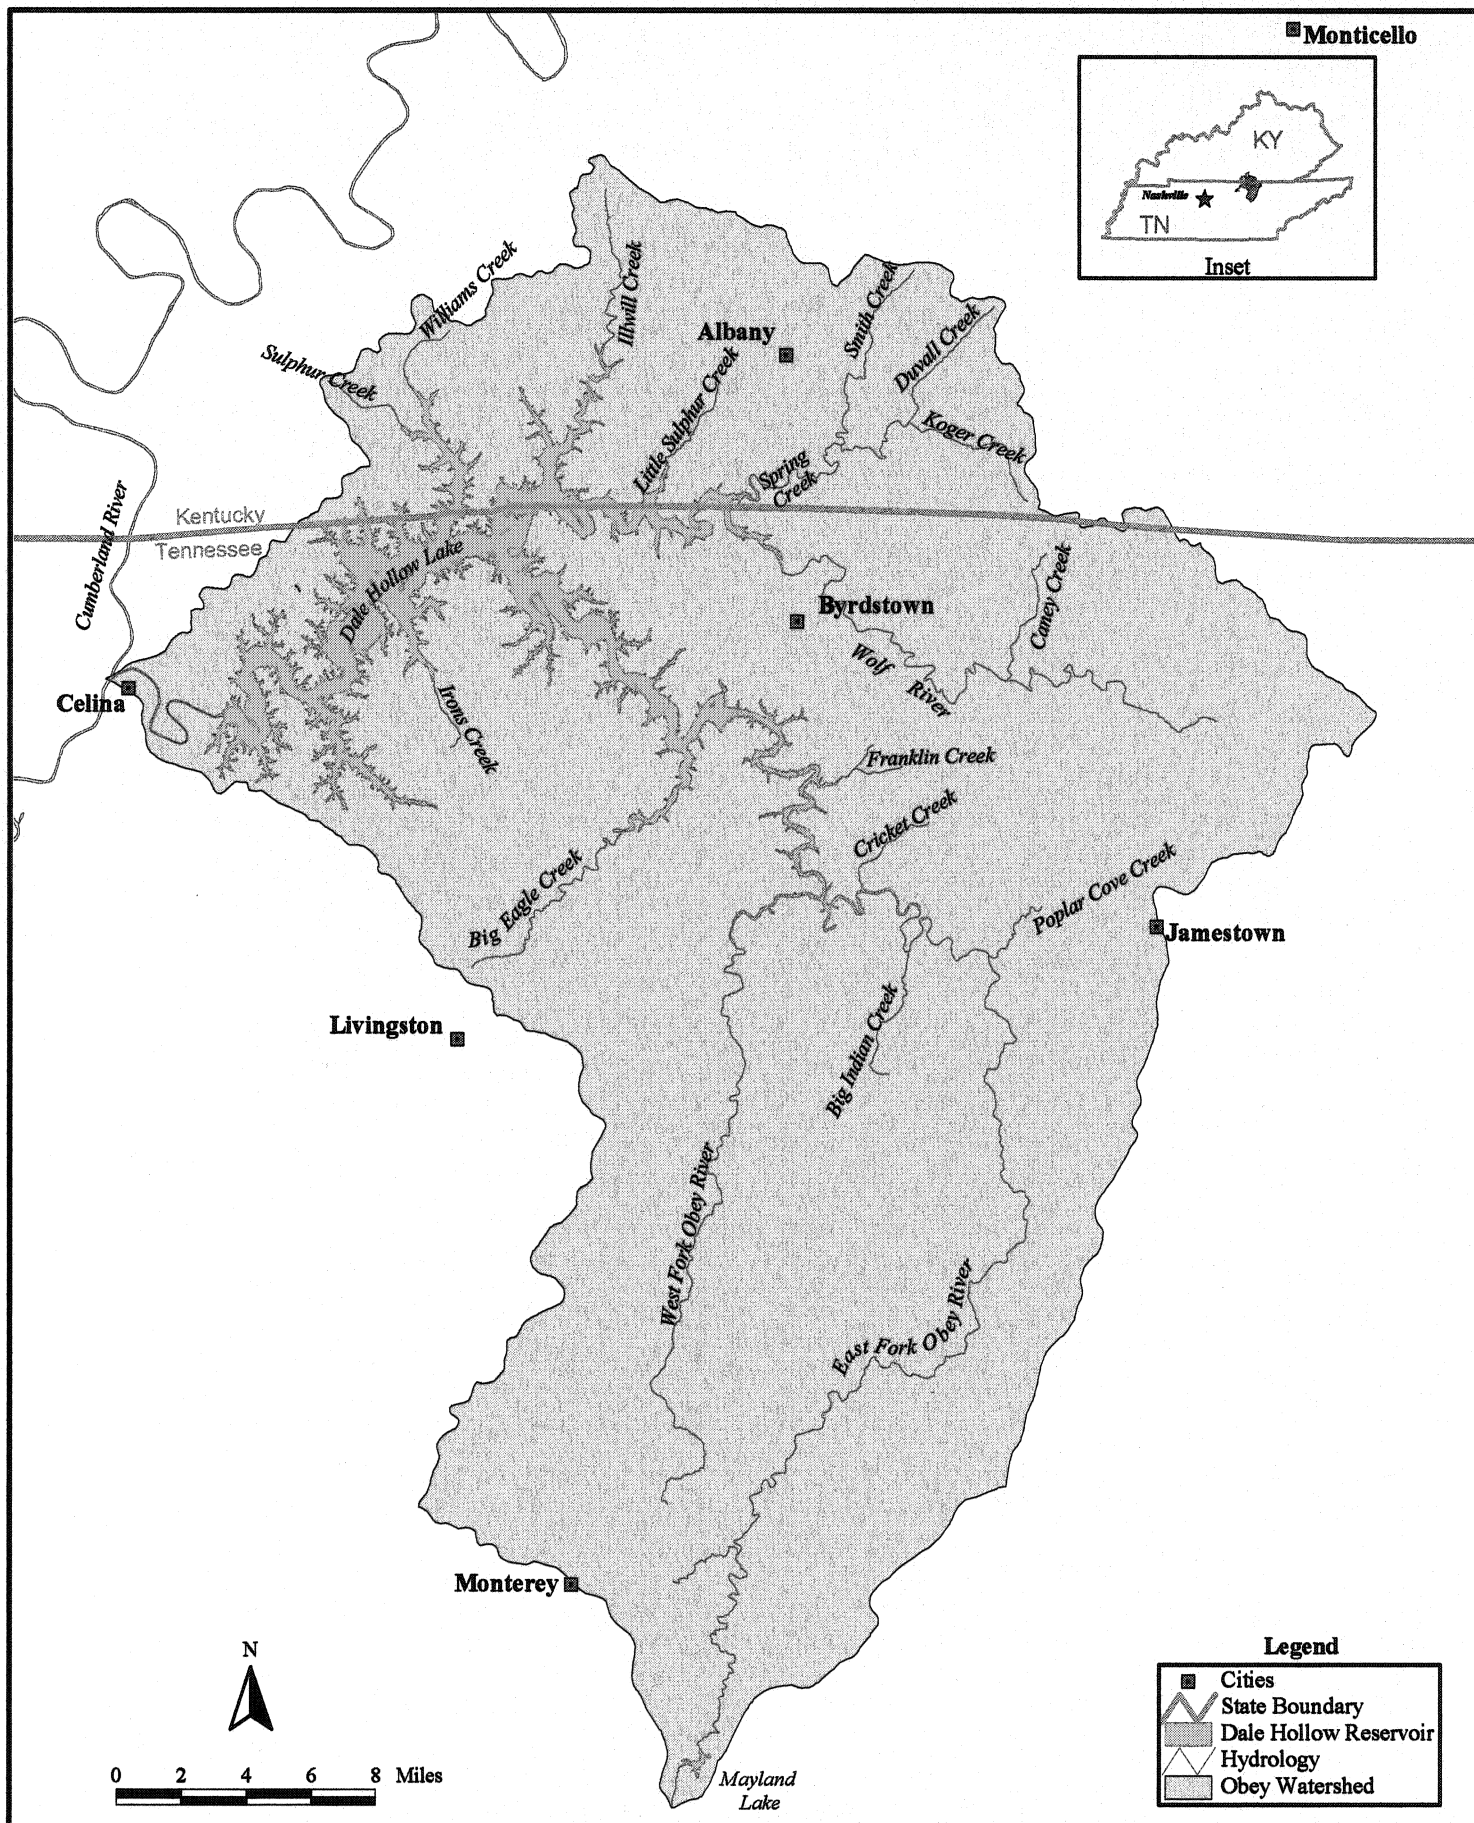 Monticello
KY
Nashville
TN
Inset
Williams Creek
Illwill Creek
Smith Creek
Albany
Sulphur Creek
Duvall Creek
Little Sulphur Creek
Koger Creek
Spring
Creek
Cumberland River
Kentucky
Tennessee
Dale Hollow Lake
Caney Creek
Byrdstown
Wolf River
Celina
Irons Creek
Franklin Creek
Cricket Creek
Big Eagle Creek
Poplar Cove Creek
Jamestown
Livingston
Big Indian Creek
West Fork Obey River
East Fork Obey River
Monterey
N
0 2 4 6 8 Miles
Mayland
Lake
Legend
Cities
State Boundary
Dale Hollow Reservoir
Hydrology
Obey Watershed